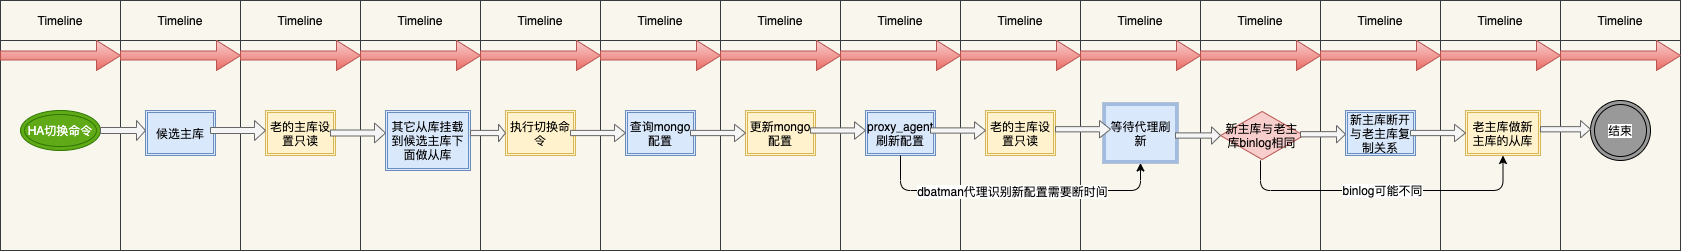 Timeline Timeline Timeline Timeline Timeline Timeline Timeline Timeline Timeline Timeline Timeline Timeline Timeline Timeline
HA切换命令
候选主库
老的主库设
置只读
其它从库挂载
到候选主库下
面做从库
执行切换命
令
查询mongo
配置
更新mongo
配置
proxy_agent
刷新配置
老的主库设
置只读
等待代理刷
新
新主库与老主
库binlog相同
新主库断开
与老主库复
制关系
老主库做新
主库的从库
结束
dbatman代理识别新配置需要断时间
binlog可能不同